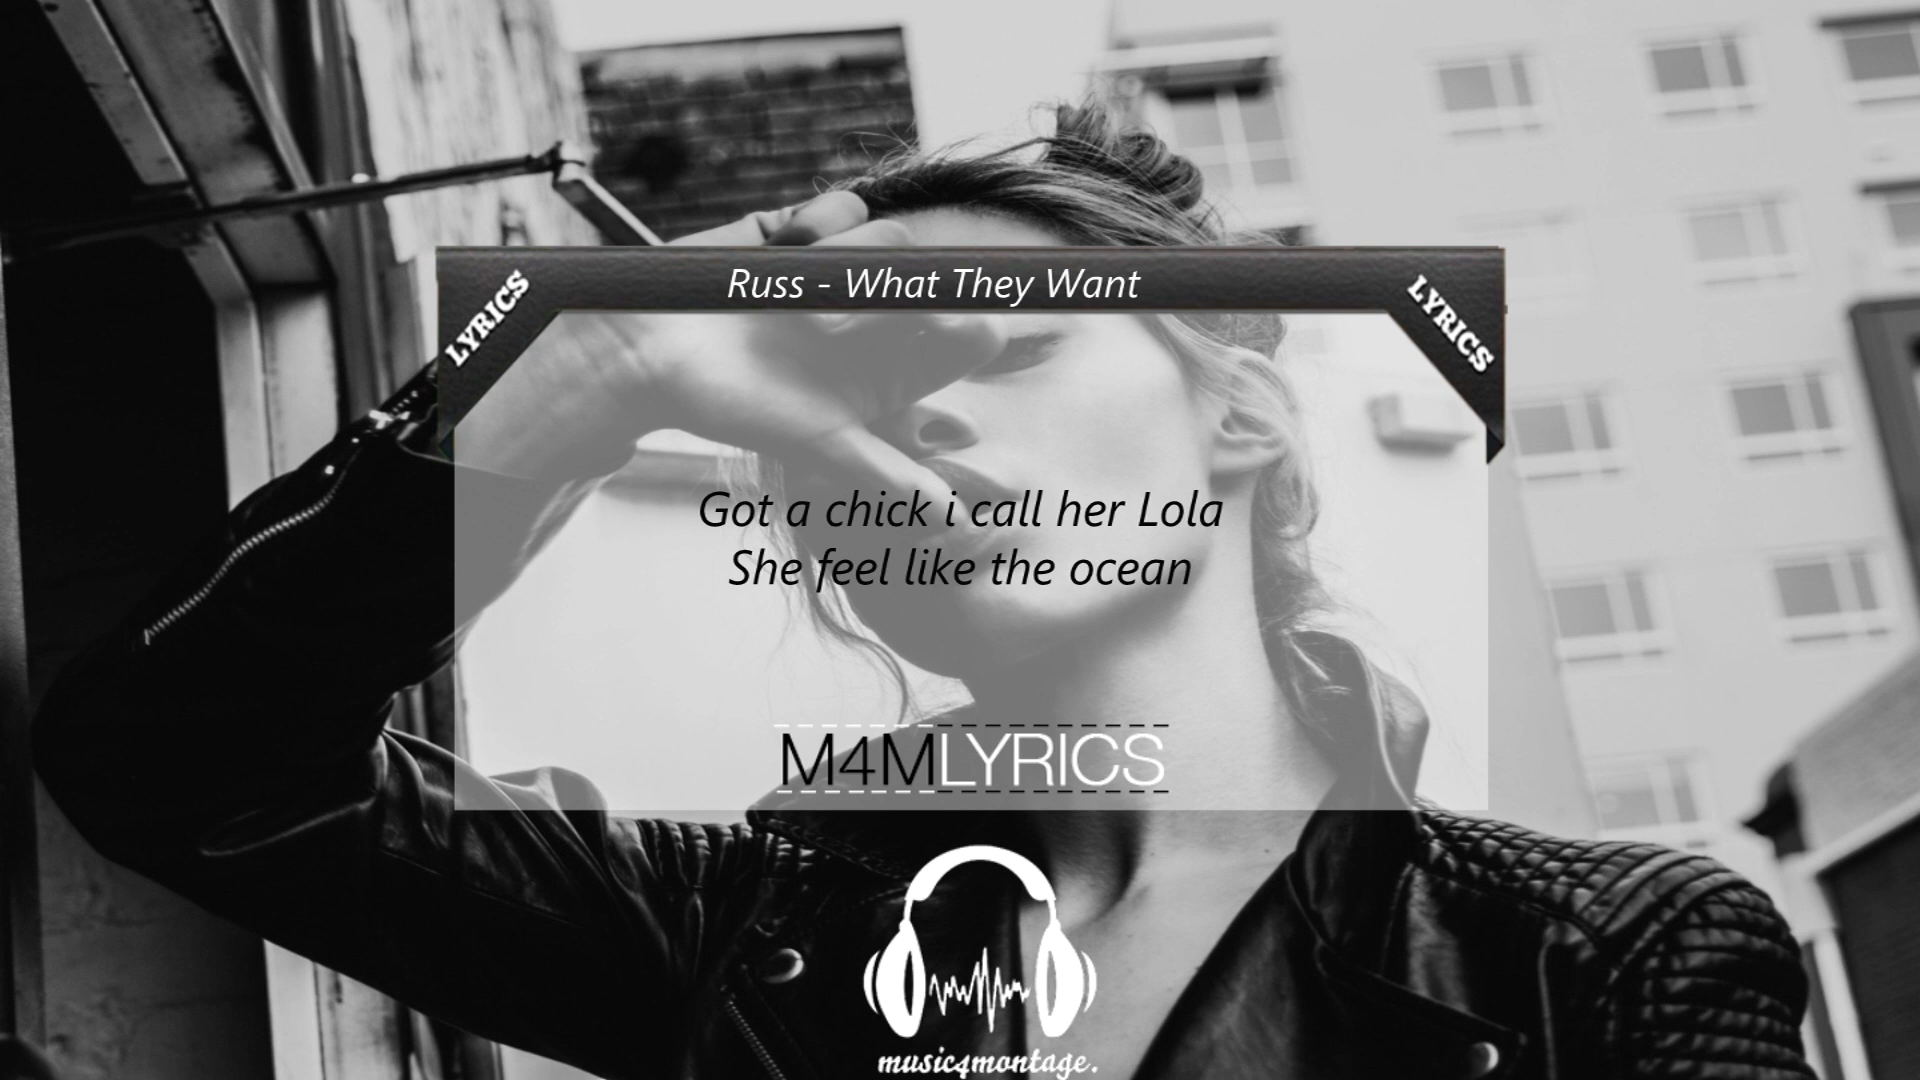 Russ - What They Want
LYRICS
LYRICS
Got a chick i call her Lola
She feel like the ocean
M4MLYRICS
music4montage.